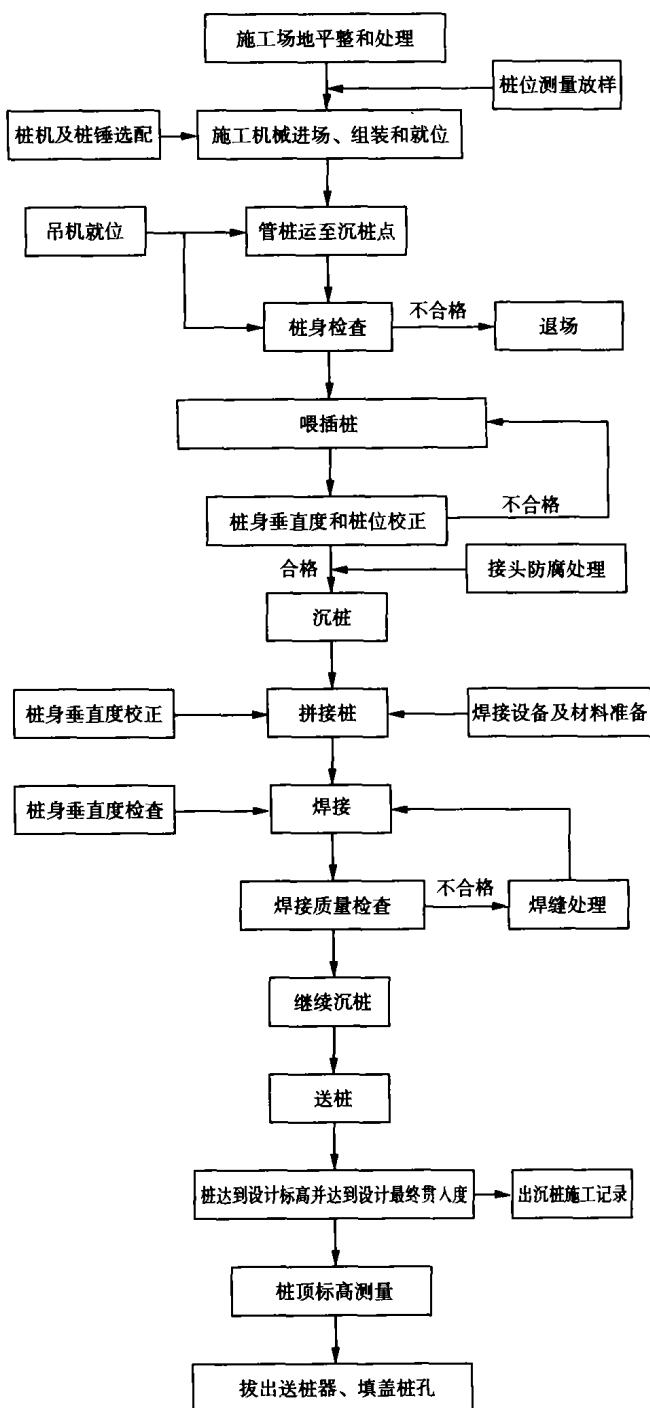 施工场地平整和处理
桩位测量放样
桩机及桩锤选配
施工机械进场、组装和就位
吊机就位
管桩运至沉桩点
桩身检查
不合格
退场
喂插桩
桩身垂直度和桩位校正
不合格
合格
接头防腐处理
沉桩
桩身垂直度校正
拼接桩
焊接设备及材料准备
桩身垂直度检查
焊接
焊接质量检查
不合格
焊缝处理
继续沉桩
送桩
桩达到设计标高并达到设计最终贯人度
出沉桩施工记录
桩顶标高测量
拔出送桩器、填盖桩孔